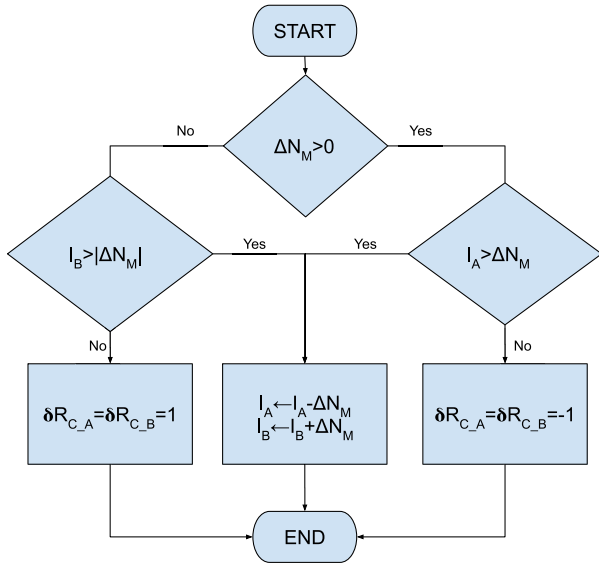 START
No
Yes
ΔN_M>0
I_B>|ΔN_M|
Yes
Yes
I_A>ΔN_M
No
No
δR_C_A=δR_C_B=1
I_A←I_A-ΔN_M
I_B←I_B+ΔN_M
δR_C_A=δR_C_B=-1
END